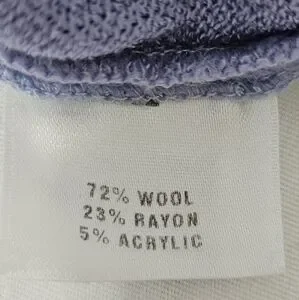 72% WOOL
23% RAYON
5% ACRYLIC